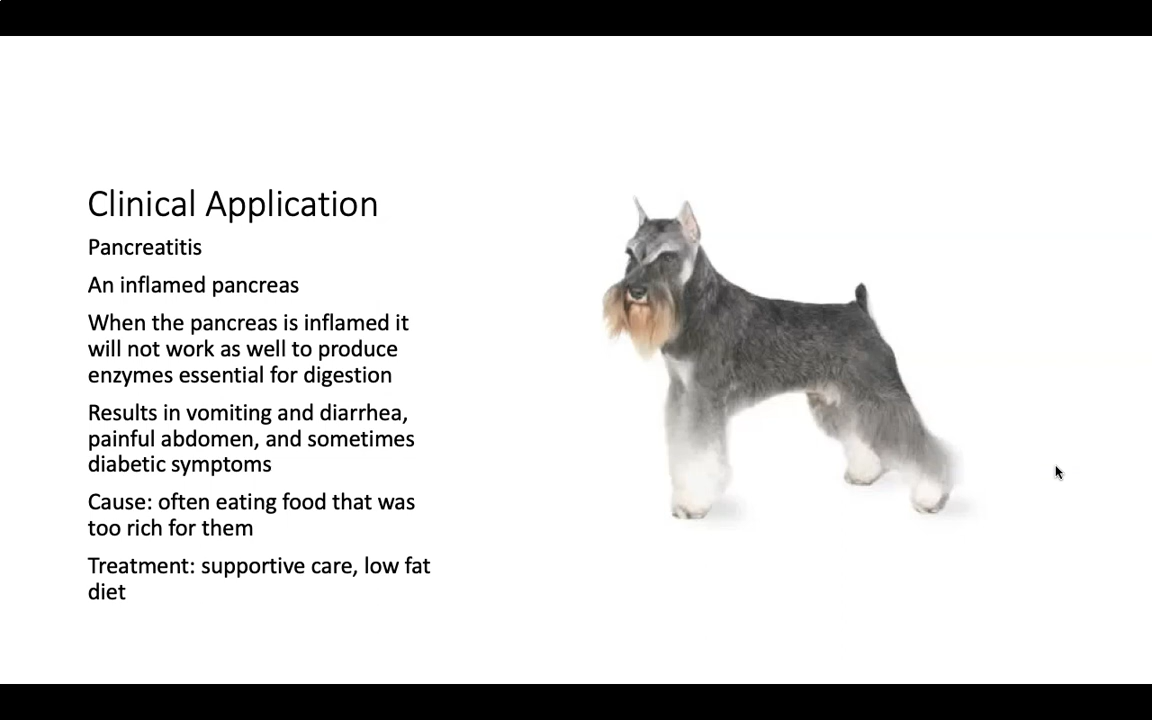 Clinical Application
Pancreatitis
An inflamed pancreas
When the pancreas is inflamed it
will not work as well to produce
enzymes essential for digestion
Results in vomiting and diarrhea,
painful abdomen, and sometimes
diabetic symptoms
Cause: often eating food that was
too rich for them
Treatment: supportive care, low fat
diet